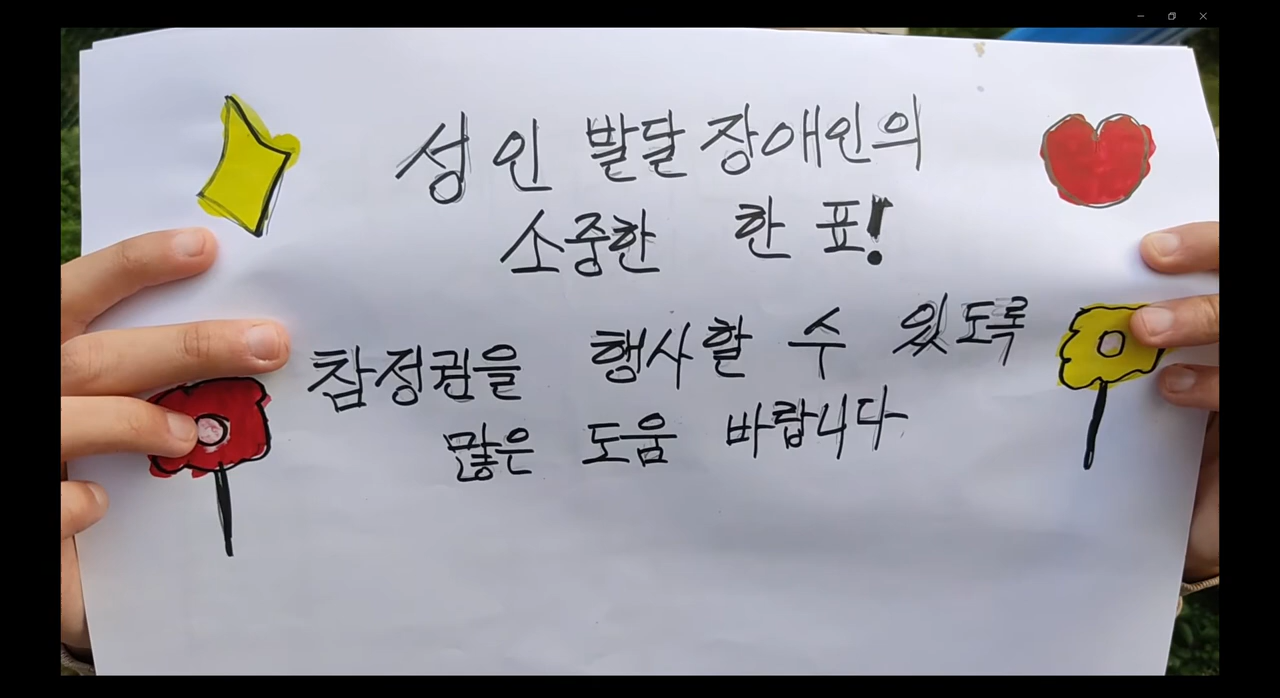 성인 발달장애인의
소중한 한 표!
참정권을 행사할 수 있도록
많은 도움 바랍니다